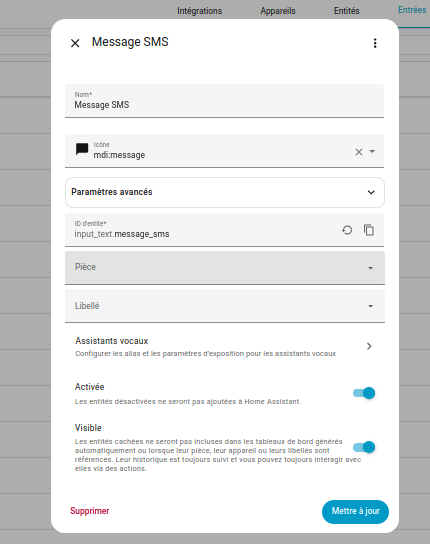 Intégrations Appareils Entités Entrées
Message SMS
Nom*
Message SMS
Icône
mdi:message
Paramètres avancés
ID d'entité*
input_text.message_sms
Pièce
Libellé
Assistants vocaux
Configurer les alias et les paramètres d'exposition pour les assistants vocaux
Activée
Les entités désactivées ne seront pas ajoutées à Home Assistant.
Visible
Les entités cachées ne seront pas incluses dans les tableaux de bord générés
automatiquement ou lorsque leur pièce, leur appareil ou leurs libellés sont
référencés. Leur historique est toujours suivi et vous pouvez toujours interagir avec
elles via des actions.
Supprimer
Mettre à jour